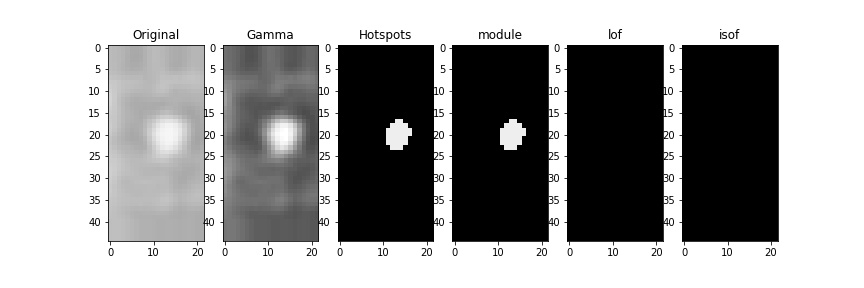 Original Gamma Hotspots module lof isof
0 0 0 0 0 0
5 5 5 5 5 5
10 10 10 10 10 10
15 15 15 15 15 15
20 20 20 20 20 20
25 25 25 25 25 25
30 30 30 30 30 30
35 35 35 35 35 35
40 40 40 40 40 40
0 10 20 0 10 20 0 10 20 0 10 20 0 10 20 0 10 20